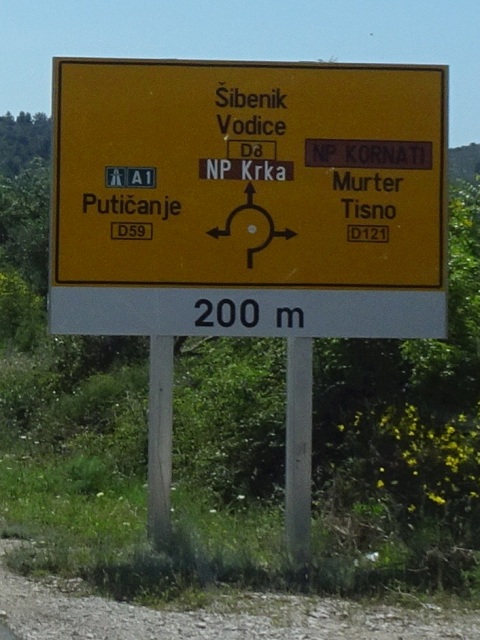 Šibenik
Vodice
D8
NP Krka
NP KORNATI
Murter
Tisno
D121
A1
Putičanje
D59
200 m